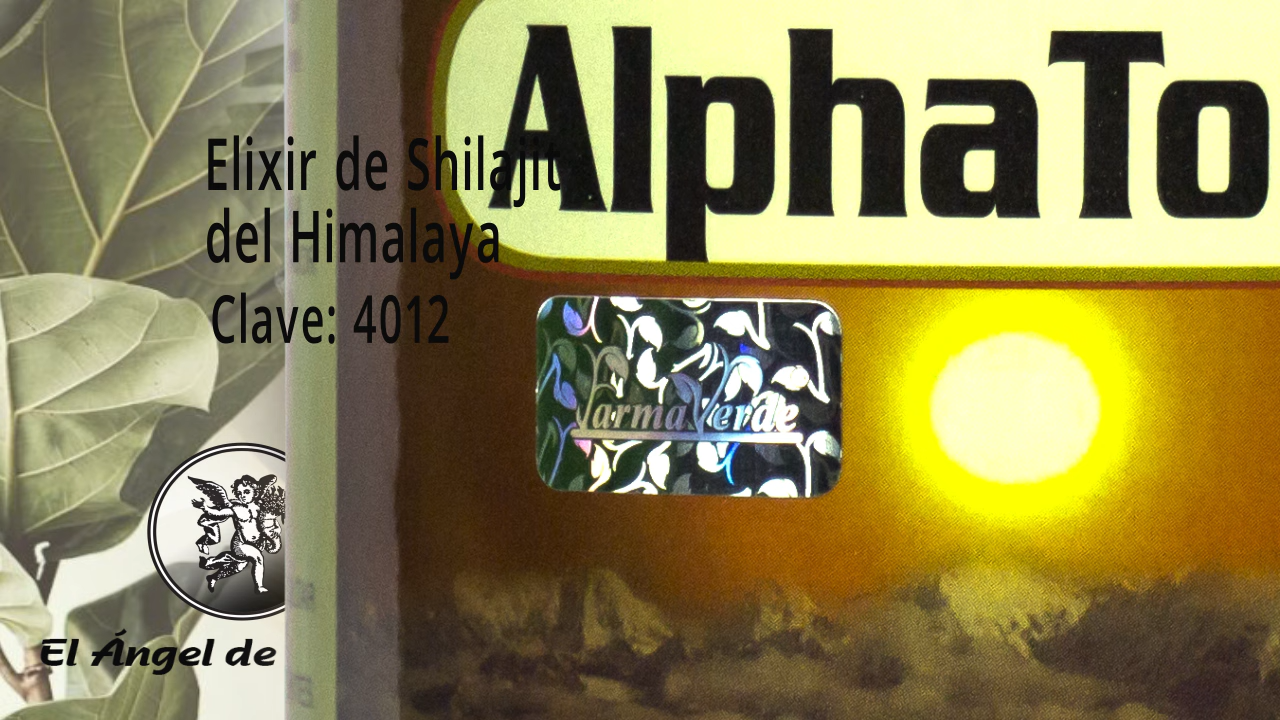 AlphaTo
Elixir de Shilajit
del Himalaya
Clave: 4012
FarmaVerde
El Ángel de